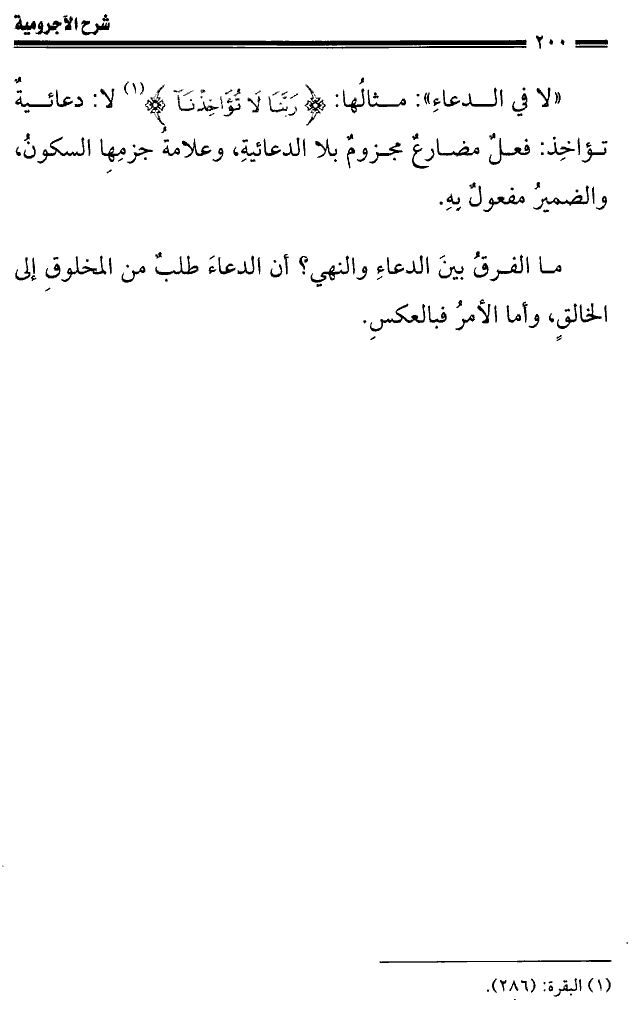 شرح الآجرومية
٢٠٠
«لا في الدعاءِ»: مثالُها: ﴿رَبَّنَا لَا تُؤَاخِذْنَآ﴾(١) لا: دعائيةٌ
تؤاخِذ: فعلٌ مضارعٌ مجزومٌ بلا الدعائيةِ، وعلامةُ جزمِها السكونُ،
والضميرُ مفعولٌ بِهِ.
ما الفرقُ بينَ الدعاءِ والنهي؟ أن الدعاءَ طلبٌ من المخلوقِ إلى
الخالقٍ، وأما الأمرُ فبالعكسِ.
(١) البقرة: (٢٨٦).